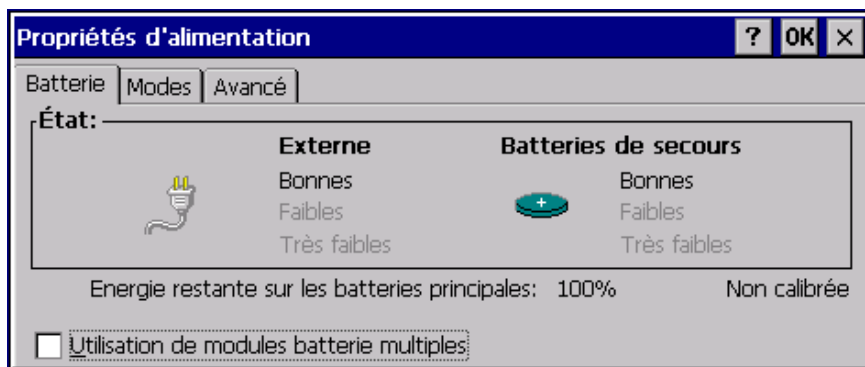 Propriétés d'alimentation ? OK ×
Batterie Modes Avancé
État:
Externe Batteries de secours
Bonnes Bonnes
Faibles Faibles
Très faibles Très faibles
Energie restante sur les batteries principales: 100% Non calibrée
Utilisation de modules batterie multiples